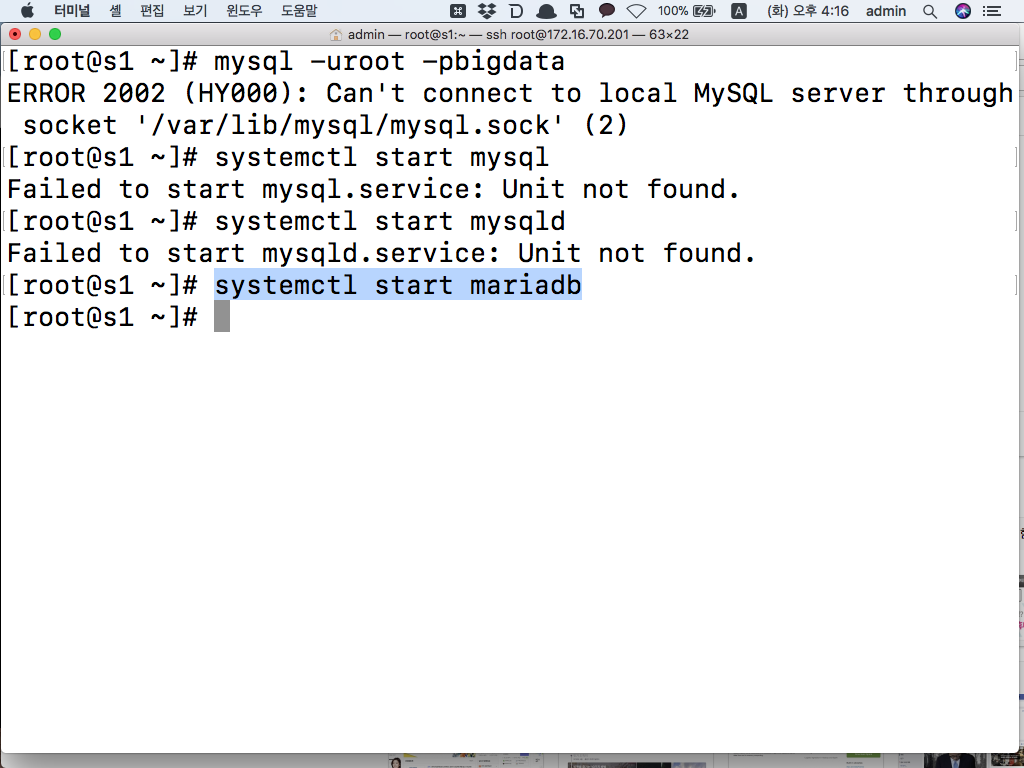 터미널 셸 편집 보기 윈도우 도움말 100% A (화) 오후 4:16 admin
admin — root@s1:~ — ssh root@172.16.70.201 — 63×22
[root@s1 ~]# mysql -uroot -pbigdata
ERROR 2002 (HY000): Can't connect to local MySQL server through
socket '/var/lib/mysql/mysql.sock' (2)
[root@s1 ~]# systemctl start mysql
Failed to start mysql.service: Unit not found.
[root@s1 ~]# systemctl start mysqld
Failed to start mysqld.service: Unit not found.
[root@s1 ~]# systemctl start mariadb
[root@s1 ~]#